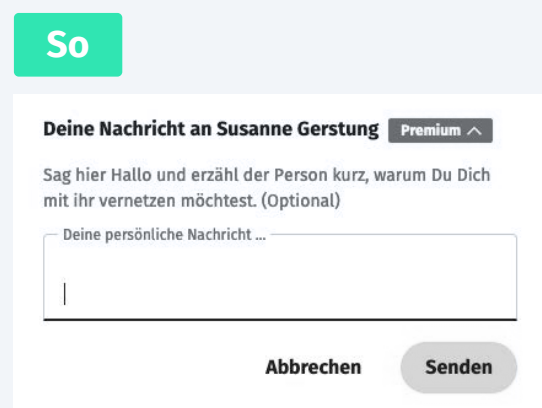 So
Deine Nachricht an Susanne Gerstung Premium
Sag hier Hallo und erzähl der Person kurz, warum Du Dich
mit ihr vernetzen möchtest. (Optional)
Deine persönliche Nachricht ...
Abbrechen Senden